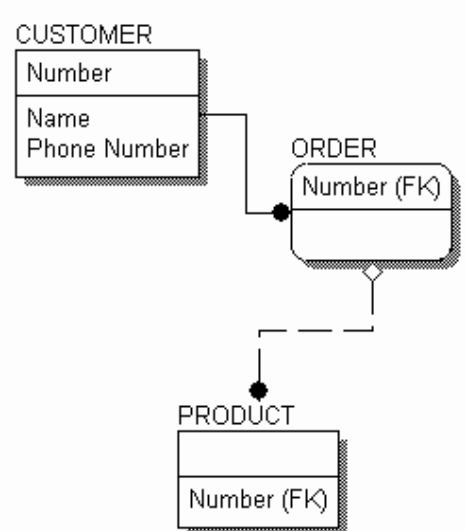 CUSTOMER
Number
Name
Phone Number
ORDER
Number (FK)
PRODUCT
Number (FK)